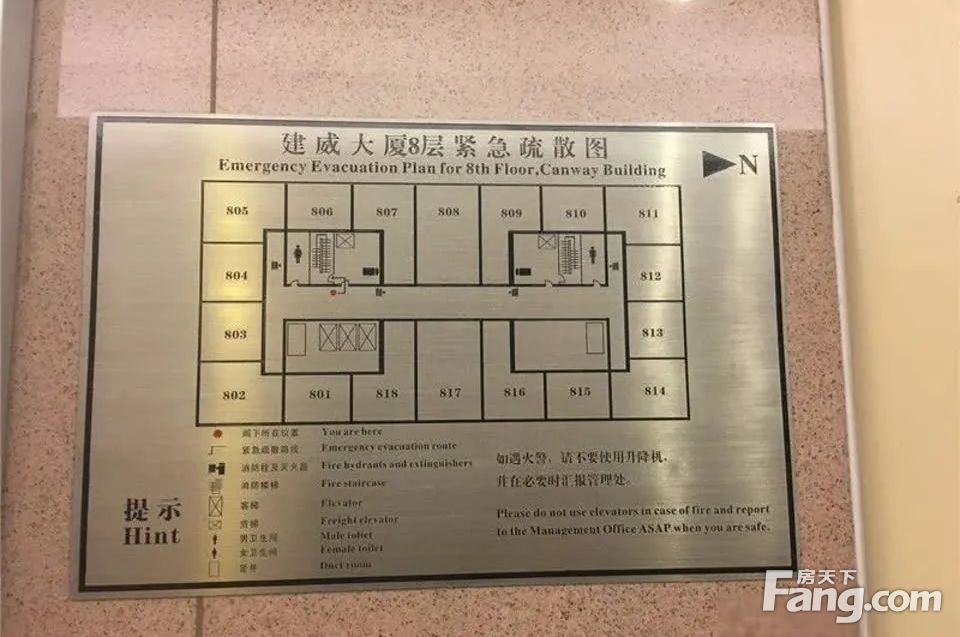 建威大厦8层紧急疏散图
Emergency Evacuation Plan for 8th Floor,Canway Building
N
805 806 807 808 809 810 811
804 812
803 813
802 801 818 817 816 815 814
阁下所在位置 You are here
紧急疏散路线 Emergency evacuation route
消防栓及灭火器 Fire hydrants and extinguishers
消防楼梯 Fire staircase
客梯 Elevator
货梯 Freight elevator
男卫生间 Male toliet
女卫生间 Female toilet
竖井 Duct room
提示
Hint
如遇火警，请不要使用升降机，
并在必要时汇报管理处。
Please do not use elevators in case of fire and report
to the Management Office ASAP when you are safe.
房天下
Fang.com